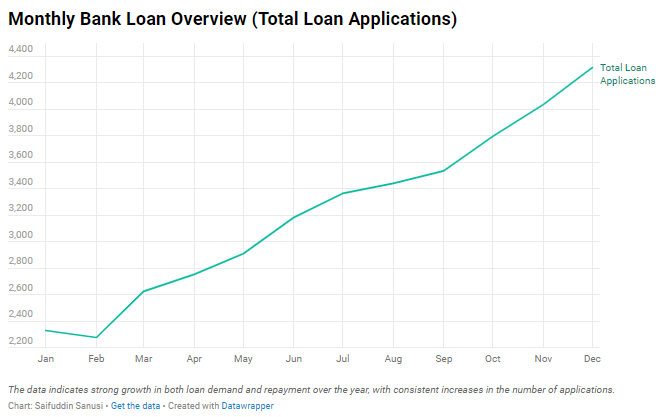 Monthly Bank Loan Overview (Total Loan Applications)
4,400
4,200
4,000
3,800
3,600
3,400
3,200
3,000
2,800
2,600
2,400
2,200
Total Loan
Applications
Jan Feb Mar Apr May Jun Jul Aug Sep Oct Nov Dec
The data indicates strong growth in both loan demand and repayment over the year, with consistent increases in the number of applications.
Chart: Saifuddin Sanusi • Get the data • Created with Datawrapper